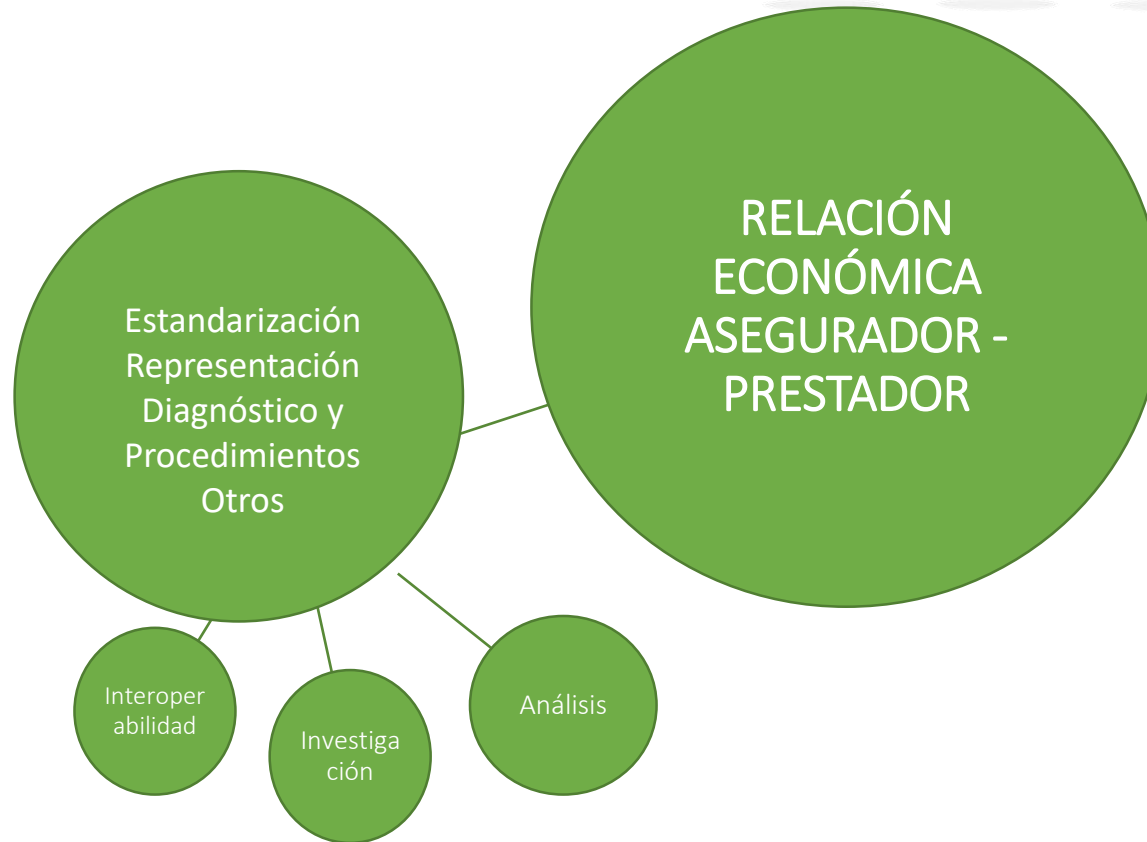 RELACIÓN
ECONÓMICA
ASEGURADOR -
PRESTADOR
Estandarización
Representación
Diagnóstico y
Procedimientos
Otros
Interoper
abilidad
Investiga
ción
Análisis